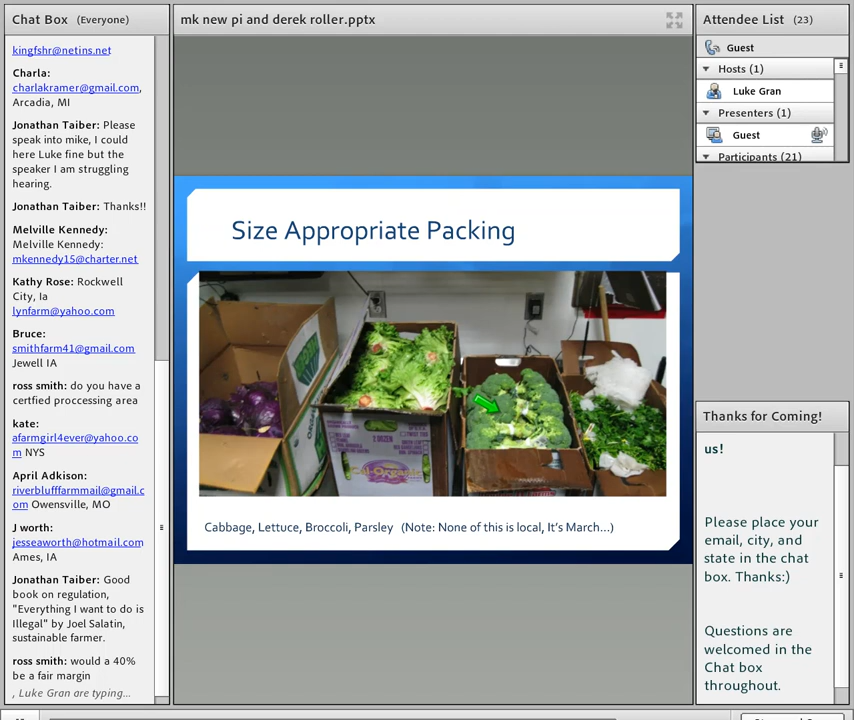 Chat Box (Everyone)
kingfshr@netins.net
Charla:
charlakramer@gmail.com,
Arcadia, MI
Jonathan Taiber: Please
speak into mike, I could
here Luke fine but the
speaker I am struggling
hearing.
Jonathan Taiber: Thanks!!
Melville Kennedy:
Melville Kennedy:
mkennedy15@charter.net
Kathy Rose: Rockwell
City, Ia
lynfarm@yahoo.com
Bruce:
smithfarm41@gmail.com
Jewell IA
ross smith: do you have a
certfied proccessing area
kate:
afarmgirl4ever@yahoo.co
m NYS
April Adkison:
riverblufffarmmail@gmail.c
om Owensville, MO
J worth:
jesseaworth@hotmail.com
Ames, IA
Jonathan Taiber: Good
book on regulation,
"Everything I want to do is
Illegal" by Joel Salatin,
sustainable farmer.
ross smith: would a 40%
be a fair margin
, Luke Gran are typing...
mk new pi and derek roller.pptx
Size Appropriate Packing
Cal-Organic
Cabbage, Lettuce, Broccoli, Parsley (Note: None of this is local, It's March...)
Attendee List (23)
Guest
Hosts (1)
Luke Gran
Presenters (1)
Guest
Participants (21)
Thanks for Coming!
us!
Please place your
email, city, and
state in the chat
box. Thanks:)
Questions are
welcomed in the
Chat box
throughout.